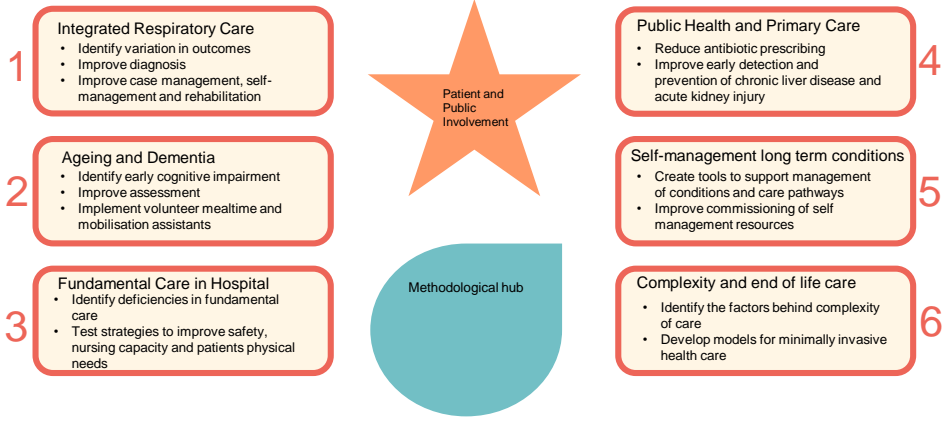 1
Integrated Respiratory Care
• Identify variation in outcomes
• Improve diagnosis
• Improve case management, self-
management and rehabilitation
2
Ageing and Dementia
• Identify early cognitive impairment
• Improve assessment
• Implement volunteer mealtime and
mobilisation assistants
3
Fundamental Care in Hospital
• Identify deficiencies in fundamental
care
• Test strategies to improve safety,
nursing capacity and patients physical
needs
Patient and
Public
Involvement
Methodological hub
Public Health and Primary Care
• Reduce antibiotic prescribing
• Improve early detection and
prevention of chronic liver disease and
acute kidney injury
4
Self-management long term conditions
• Create tools to support management
of conditions and care pathways
• Improve commissioning of self
management resources
5
Complexity and end of life care
• Identify the factors behind complexity
of care
• Develop models for minimally invasive
health care
6